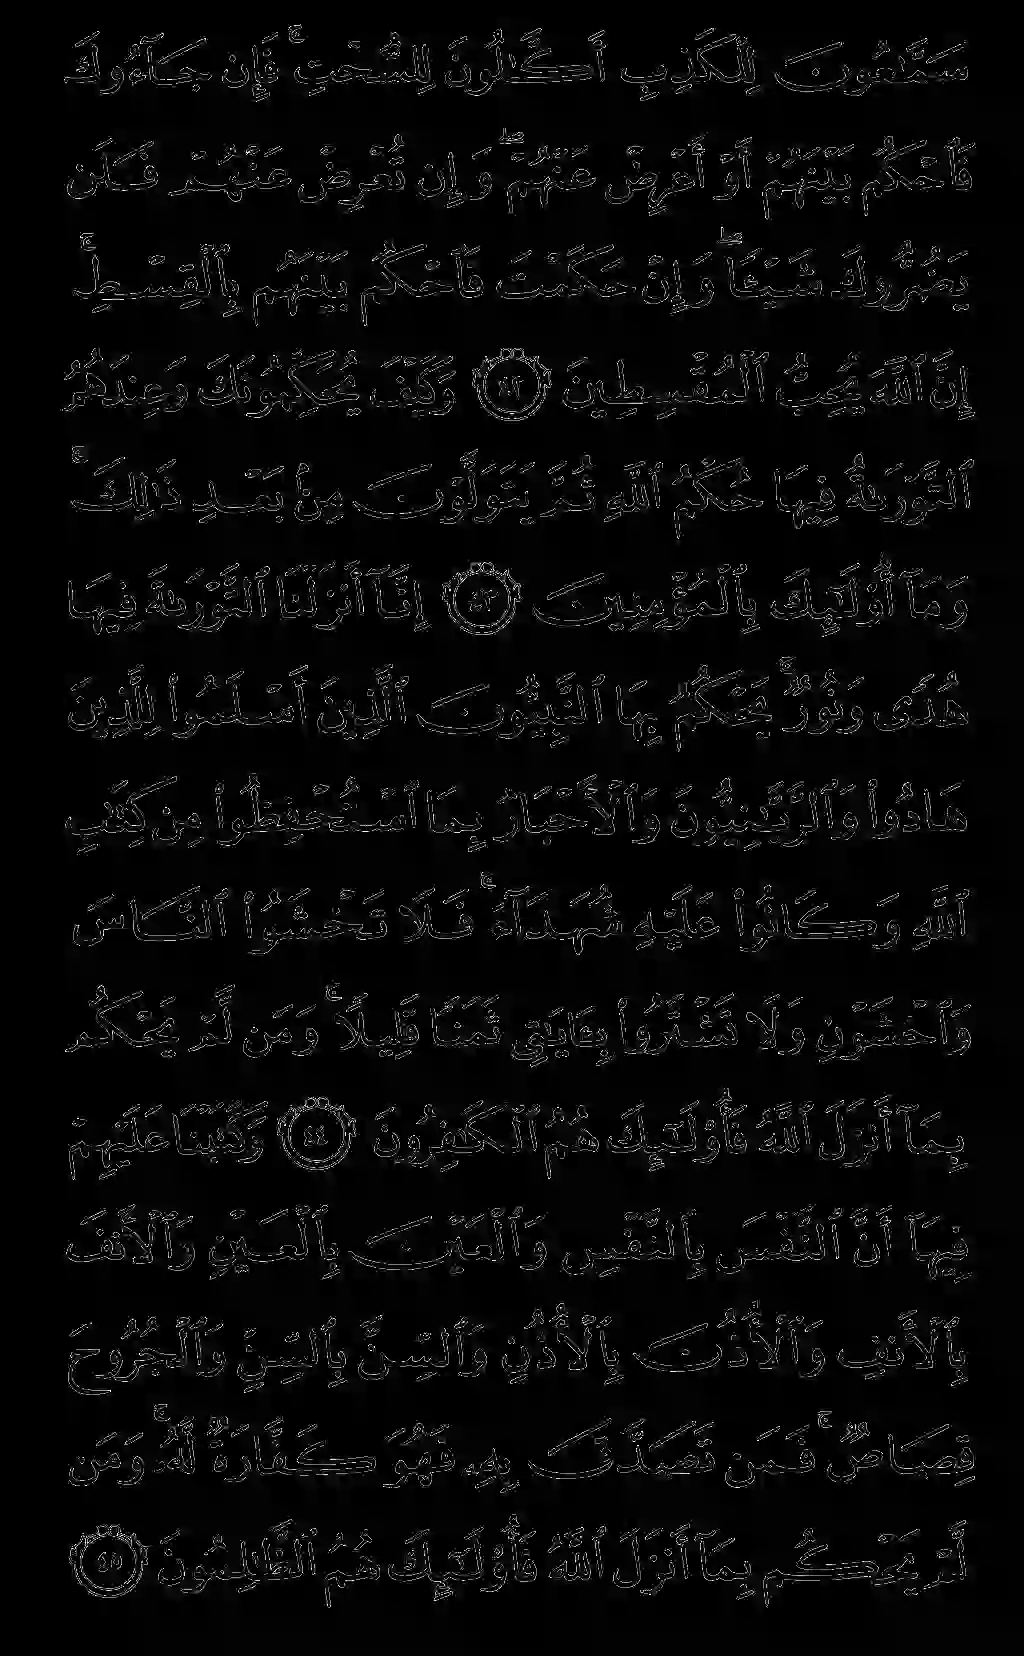 سَمَّٰعُونَ لِلْكَذِبِ أَكَّٰلُونَ لِلسُّحْتِ ۚ فَإِن جَآءُوكَ
فَٱحْكُم بَيْنَهُمْ أَوْ أَعْرِضْ عَنْهُمْ ۖ وَإِن تُعْرِضْ عَنْهُمْ فَلَن
يَضُرُّوكَ شَيْـًٔا ۖ وَإِنْ حَكَمْتَ فَٱحْكُم بَيْنَهُم بِٱلْقِسْطِ ۚ
إِنَّ ٱللَّهَ يُحِبُّ ٱلْمُقْسِطِينَ ٤٢ وَكَيْفَ يُحَكِّمُونَكَ وَعِندَهُمُ
ٱلتَّوْرَىٰةُ فِيهَا حُكْمُ ٱللَّهِ ثُمَّ يَتَوَلَّوْنَ مِنۢ بَعْدِ ذَٰلِكَ ۚ
وَمَآ أُو۟لَٰٓئِكَ بِٱلْمُؤْمِنِينَ ٤٣ إِنَّآ أَنزَلْنَا ٱلتَّوْرَىٰةَ فِيهَا
هُدًى وَنُورٌ ۚ يَحْكُمُ بِهَا ٱلنَّبِيُّونَ ٱلَّذِينَ أَسْلَمُوا۟ لِلَّذِينَ
هَادُوا۟ وَٱلرَّبَّٰنِيُّونَ وَٱلْأَحْبَارُ بِمَا ٱسْتُحْفِظُوا۟ مِن كِتَٰبِ
ٱللَّهِ وَكَانُوا۟ عَلَيْهِ شُهَدَآءَ ۚ فَلَا تَخْشَوُا۟ ٱلنَّاسَ
وَٱخْشَوْنِ وَلَا تَشْتَرُوا۟ بِـَٔايَٰتِى ثَمَنًا قَلِيلًا ۚ وَمَن لَّمْ يَحْكُم
بِمَآ أَنزَلَ ٱللَّهُ فَأُو۟لَٰٓئِكَ هُمُ ٱلْكَٰفِرُونَ ٤٤ وَكَتَبْنَا عَلَيْهِمْ
فِيهَآ أَنَّ ٱلنَّفْسَ بِٱلنَّفْسِ وَٱلْعَيْنَ بِٱلْعَيْنِ وَٱلْأَنفَ
بِٱلْأَنفِ وَٱلْأُذُنَ بِٱلْأُذُنِ وَٱلسِّنَّ بِٱلسِّنِّ وَٱلْجُرُوحَ
قِصَاصٌ ۚ فَمَن تَصَدَّقَ بِهِۦ فَهُوَ كَفَّارَةٌ لَّهُۥ ۚ وَمَن
لَّمْ يَحْكُم بِمَآ أَنزَلَ ٱللَّهُ فَأُو۟لَٰٓئِكَ هُمُ ٱلظَّٰلِمُونَ ٤٥